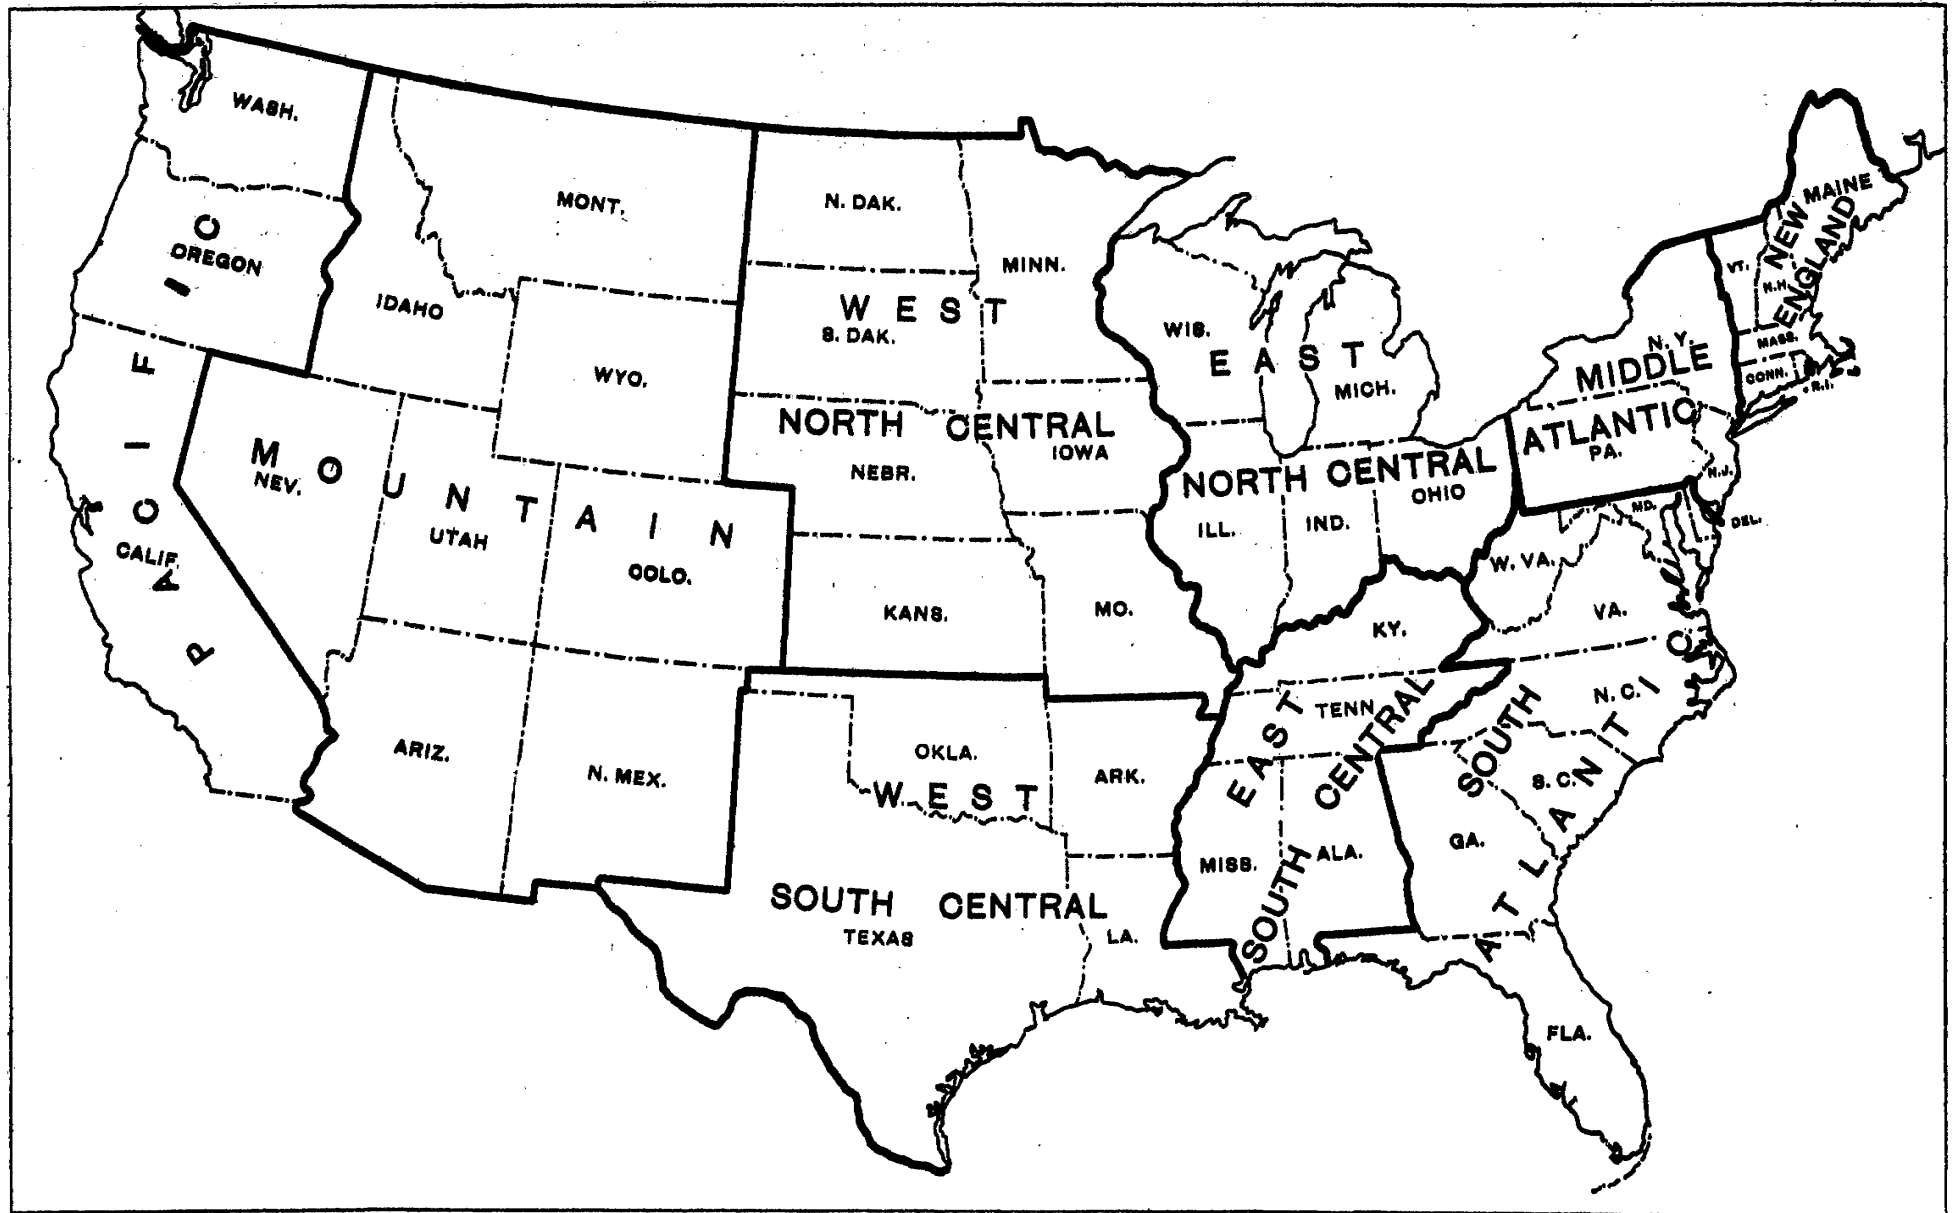 WASH.
OREGON
CALIF.
PACIFIC
MONT.
IDAHO
WYO.
NEV.
UTAH
COLO.
ARIZ.
N. MEX.
MOUNTAIN
N. DAK.
S. DAK.
MINN.
NEBR.
IOWA
KANS.
MO.
WEST
NORTH CENTRAL
WIS.
MICH.
ILL.
IND.
OHIO
EAST
NORTH CENTRAL
OKLA.
ARK.
TEXAS
LA.
WEST
SOUTH CENTRAL
KY.
TENN
MISS.
ALA.
EAST
SOUTH CENTRAL
MAINE
VT.
N.H.
MASS.
CONN.
R.I.
NEW
ENGLAND
N.Y.
PA.
N.J.
MIDDLE
ATLANTIC
MD.
DEL.
W. VA.
VA.
N. C.
S. C.
GA.
FLA.
SOUTH
ATLANTIC